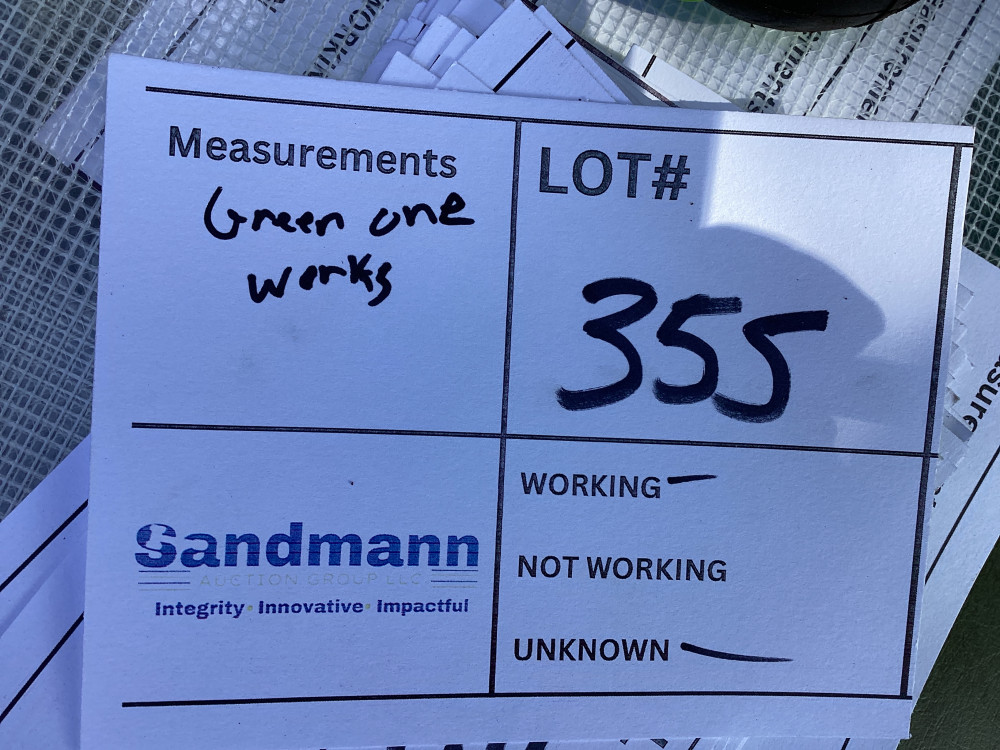 Measurements
Green one
works
LOT#
355
WORKING –
NOT WORKING
UNKNOWN –
Sandmann
AUCTION GROUP LLC
Integrity Innovative Impactful